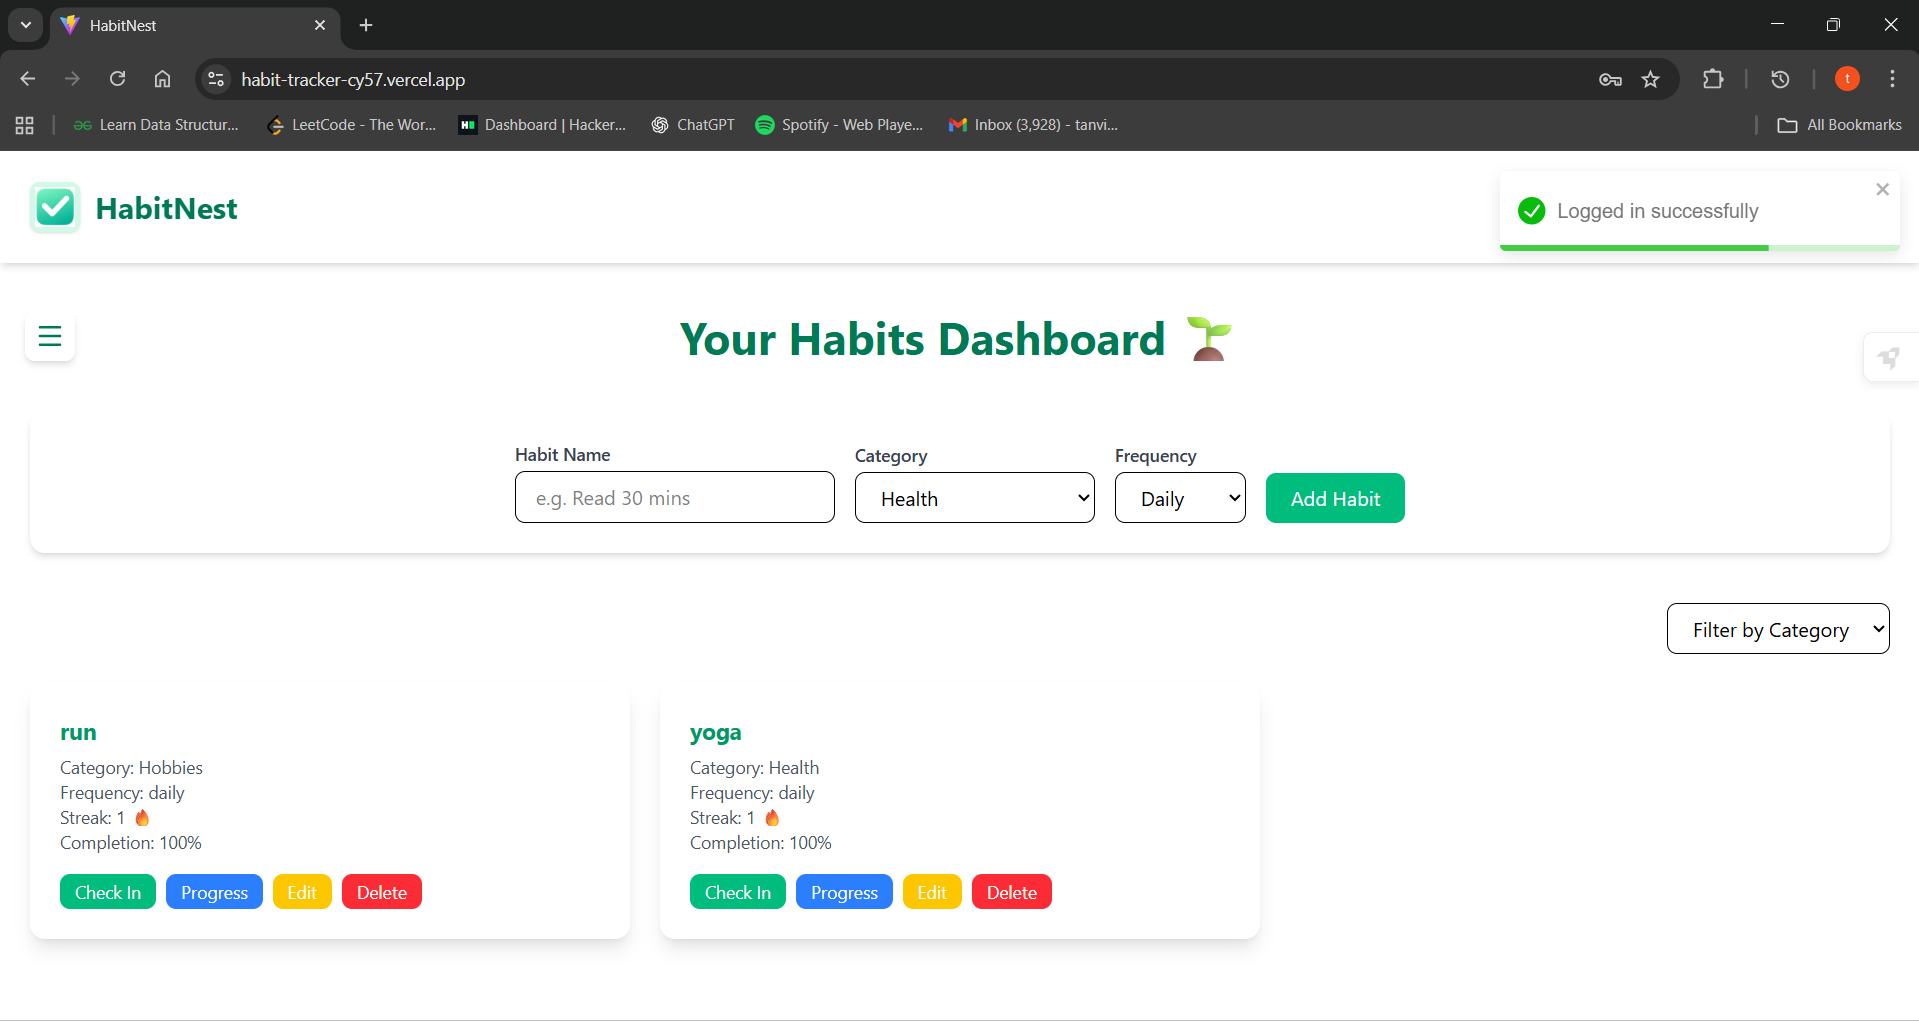 HabitNest
habit-tracker-cy57.vercel.app
t
Learn Data Structur...
LeetCode - The Wor...
Dashboard | Hacker...
ChatGPT
Spotify - Web Playe...
Inbox (3,928) - tanvi...
All Bookmarks
HabitNest
Logged in successfully
Your Habits Dashboard 🌱
Habit Name
Category
Frequency
e.g. Read 30 mins
Health
Daily
Add Habit
Filter by Category
run
Category: Hobbies
Frequency: daily
Streak: 1 🔥
Completion: 100%
Check In
Progress
Edit
Delete
yoga
Category: Health
Frequency: daily
Streak: 1 🔥
Completion: 100%
Check In
Progress
Edit
Delete